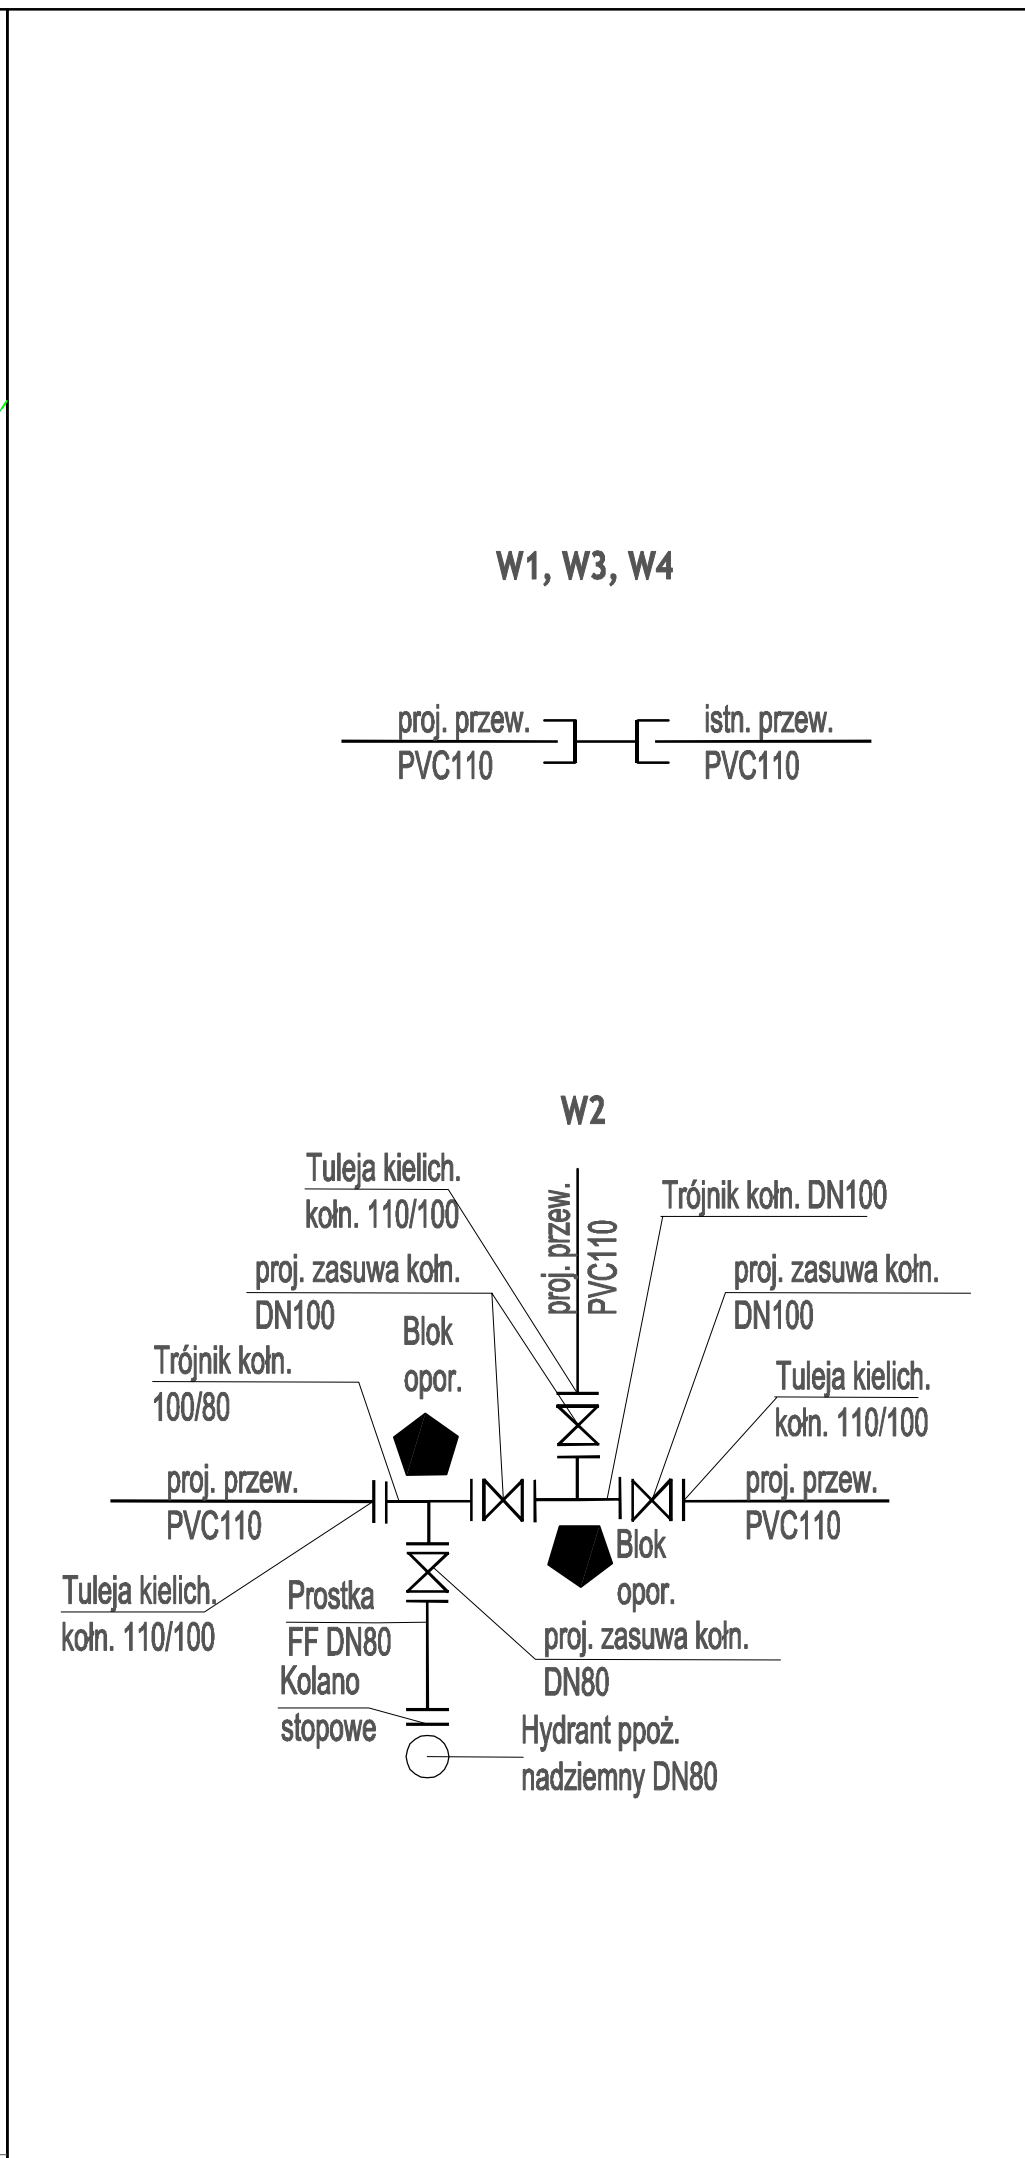 W1, W3, W4
proj. przew.
PVC110
istn. przew.
PVC110
W2
Tuleja kielich.
kołn. 110/100
proj. przew.
PVC110
Trójnik kołn. DN100
proj. zasuwa kołn.
DN100
proj. zasuwa kołn.
DN100
Blok
opor.
Trójnik kołn.
100/80
Tuleja kielich.
kołn. 110/100
proj. przew.
PVC110
proj. przew.
PVC110
Blok
opor.
Tuleja kielich.
kołn. 110/100
Prostka
FF DN80
proj. zasuwa kołn.
DN80
Kolano
stopowe
Hydrant ppoż.
nadziemny DN80